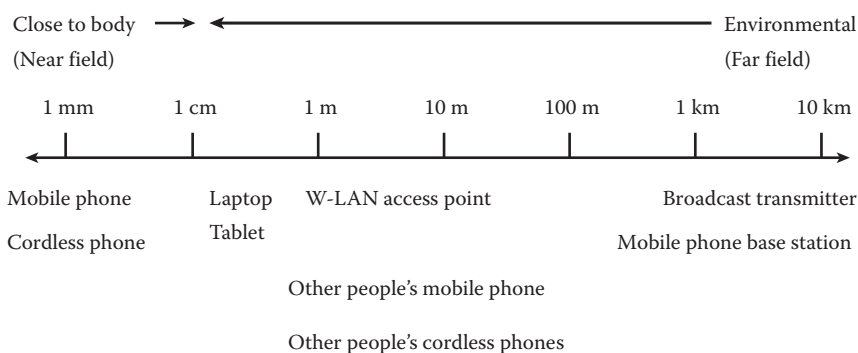 Close to body
Environmental
(Near field)
(Far field)
1 mm
1 cm
1 m
10 m
100 m
1 km
10 km
Mobile phone
Laptop
W-LAN access point
Broadcast transmitter
Cordless phone
Tablet
Mobile phone base station
Other people's mobile phone
Other people's cordless phones